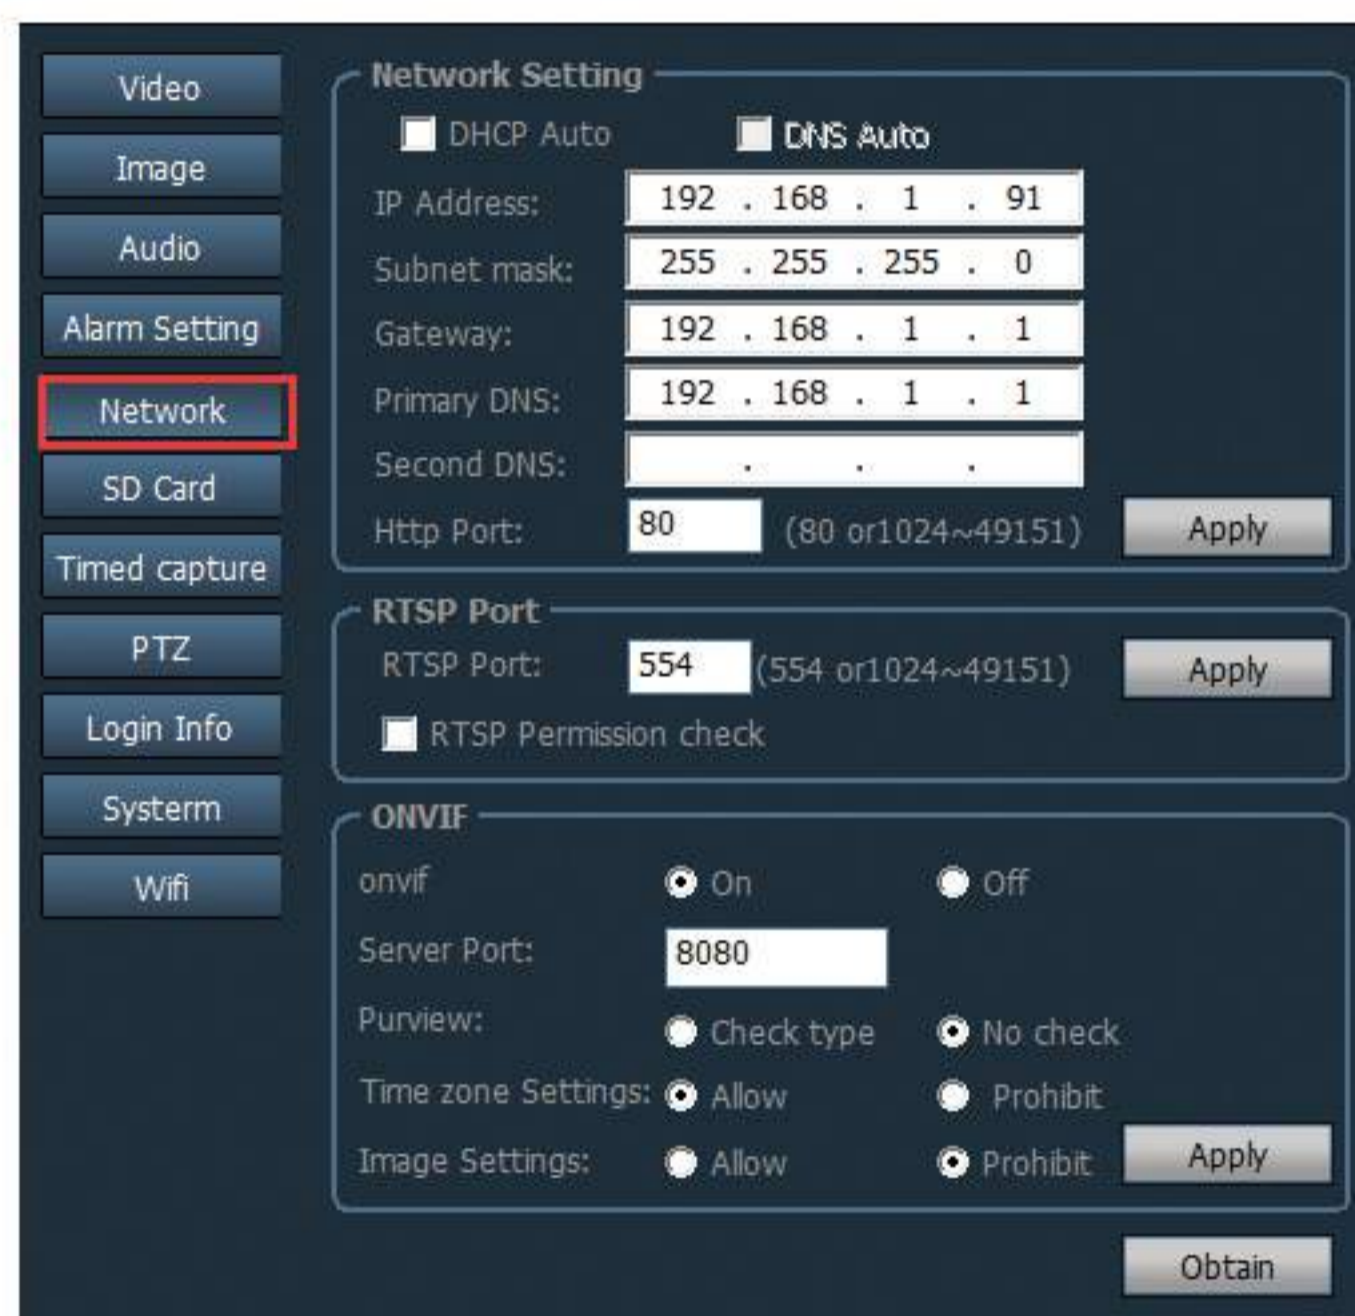 Video
Image
Audio
Alarm Setting
Network
SD Card
Timed capture
PTZ
Login Info
Systerm
Wifi
Network Setting
DHCP Auto DNS Auto
IP Address: 192 . 168 . 1 . 91
Subnet mask: 255 . 255 . 255 . 0
Gateway: 192 . 168 . 1 . 1
Primary DNS: 192 . 168 . 1 . 1
Second DNS: . . .
Http Port: 80 (80 or1024~49151) Apply
RTSP Port
RTSP Port: 554 (554 or1024~49151) Apply
RTSP Permission check
ONVIF
onvif On Off
Server Port: 8080
Purview: Check type No check
Time zone Settings: Allow Prohibit
Image Settings: Allow Prohibit Apply
Obtain